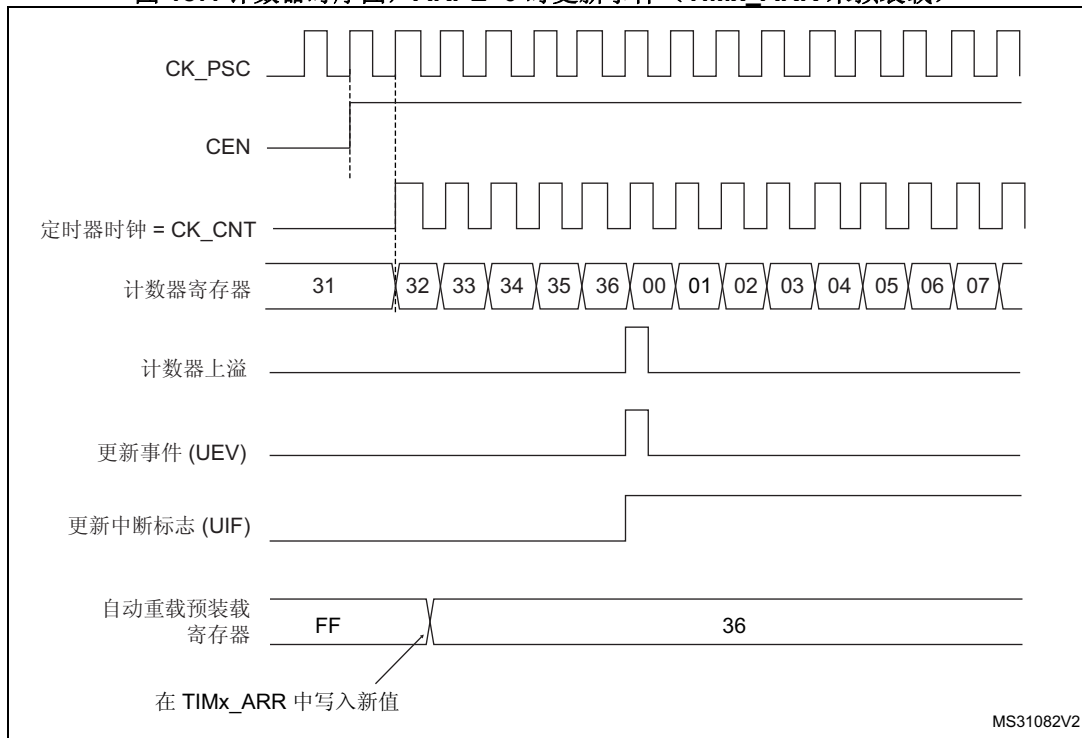 CK_PSC
CEN
定时器时钟 = CK_CNT
计数器寄存器
31 32 33 34 35 36 00 01 02 03 04 05 06 07
计数器上溢
更新事件 (UEV)
更新中断标志 (UIF)
自动重载预装载
寄存器
FF 36
在 TIMx_ARR 中写入新值
MS31082V2